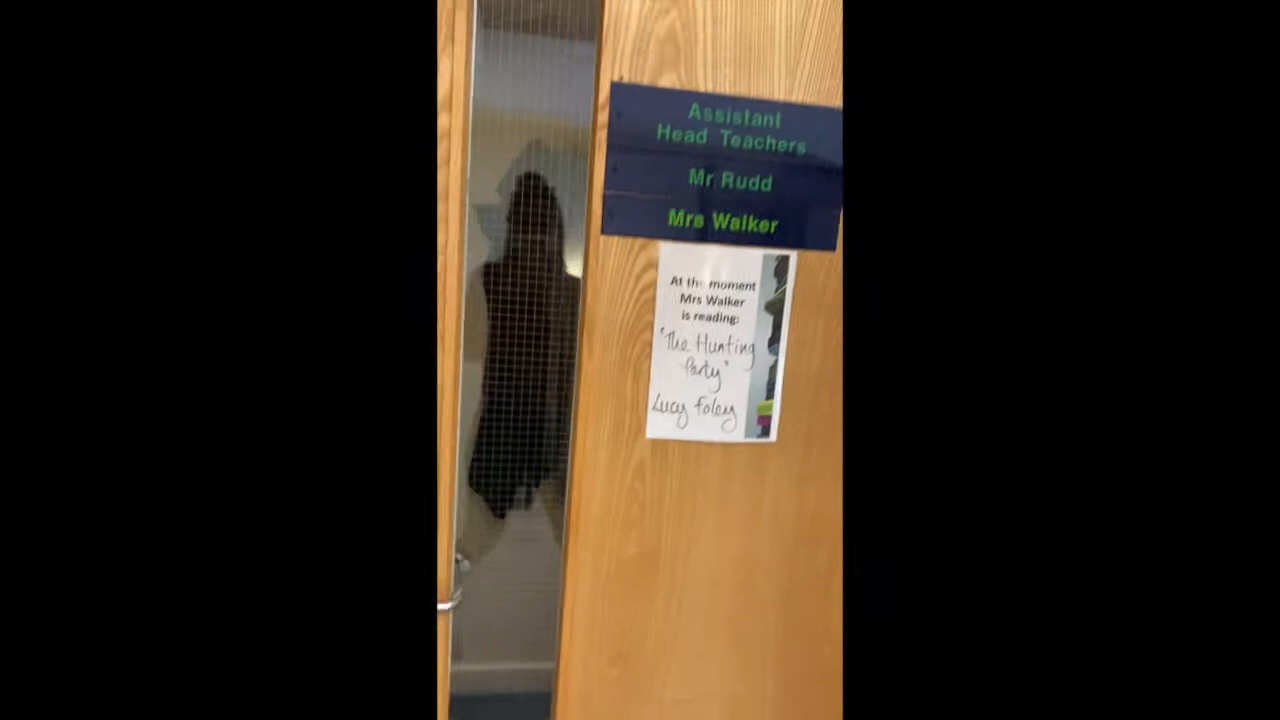 Assistant
Head Teachers
Mr Rudd
Mrs Walker
At the moment
Mrs Walker
is reading:
"The Hunting
Party"
Lucy Foley